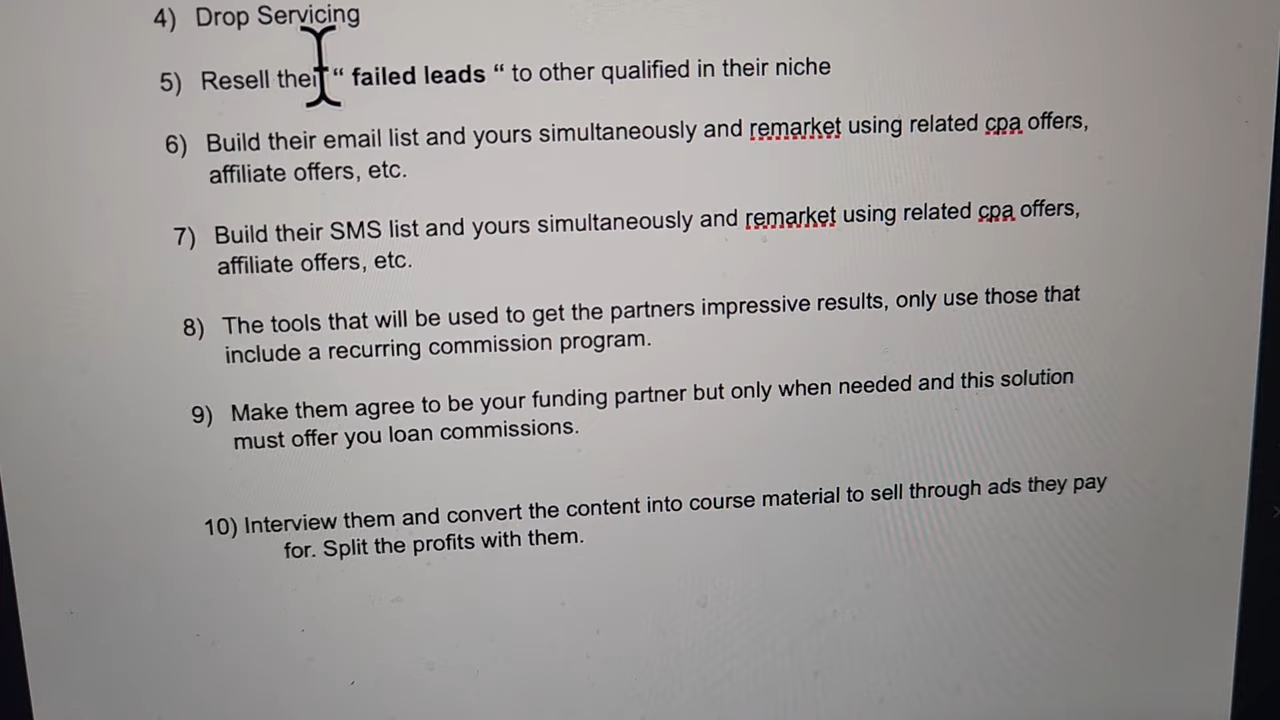 4) Drop Servicing
5) Resell their “ failed leads “ to other qualified in their niche
6) Build their email list and yours simultaneously and remarket using related cpa offers,
affiliate offers, etc.
7) Build their SMS list and yours simultaneously and remarket using related cpa offers,
affiliate offers, etc.
8) The tools that will be used to get the partners impressive results, only use those that
include a recurring commission program.
9) Make them agree to be your funding partner but only when needed and this solution
must offer you loan commissions.
10) Interview them and convert the content into course material to sell through ads they pay
for. Split the profits with them.